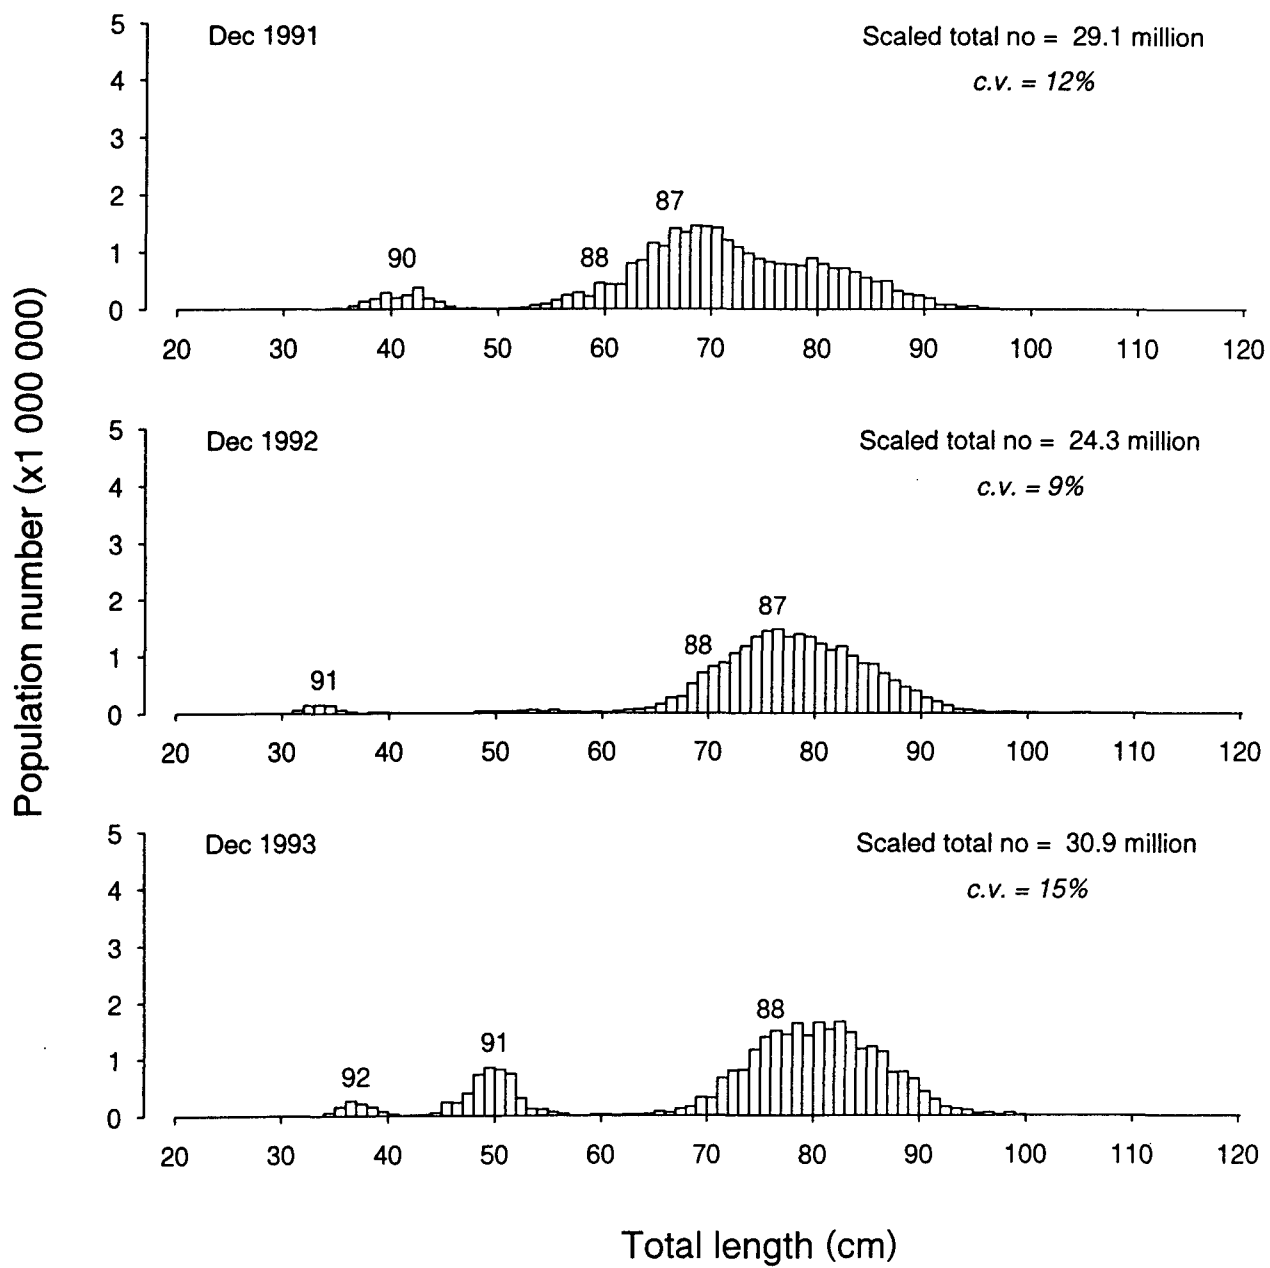 Population number (x1 000 000)
Dec 1991
Scaled total no = 29.1 million
c.v. = 12%
5
4
3
2
1
0
90
88
87
20 30 40 50 60 70 80 90 100 110 120
Dec 1992
Scaled total no = 24.3 million
c.v. = 9%
5
4
3
2
1
0
91
88
87
20 30 40 50 60 70 80 90 100 110 120
Dec 1993
Scaled total no = 30.9 million
c.v. = 15%
5
4
3
2
1
0
92
91
88
20 30 40 50 60 70 80 90 100 110 120
Total length (cm)